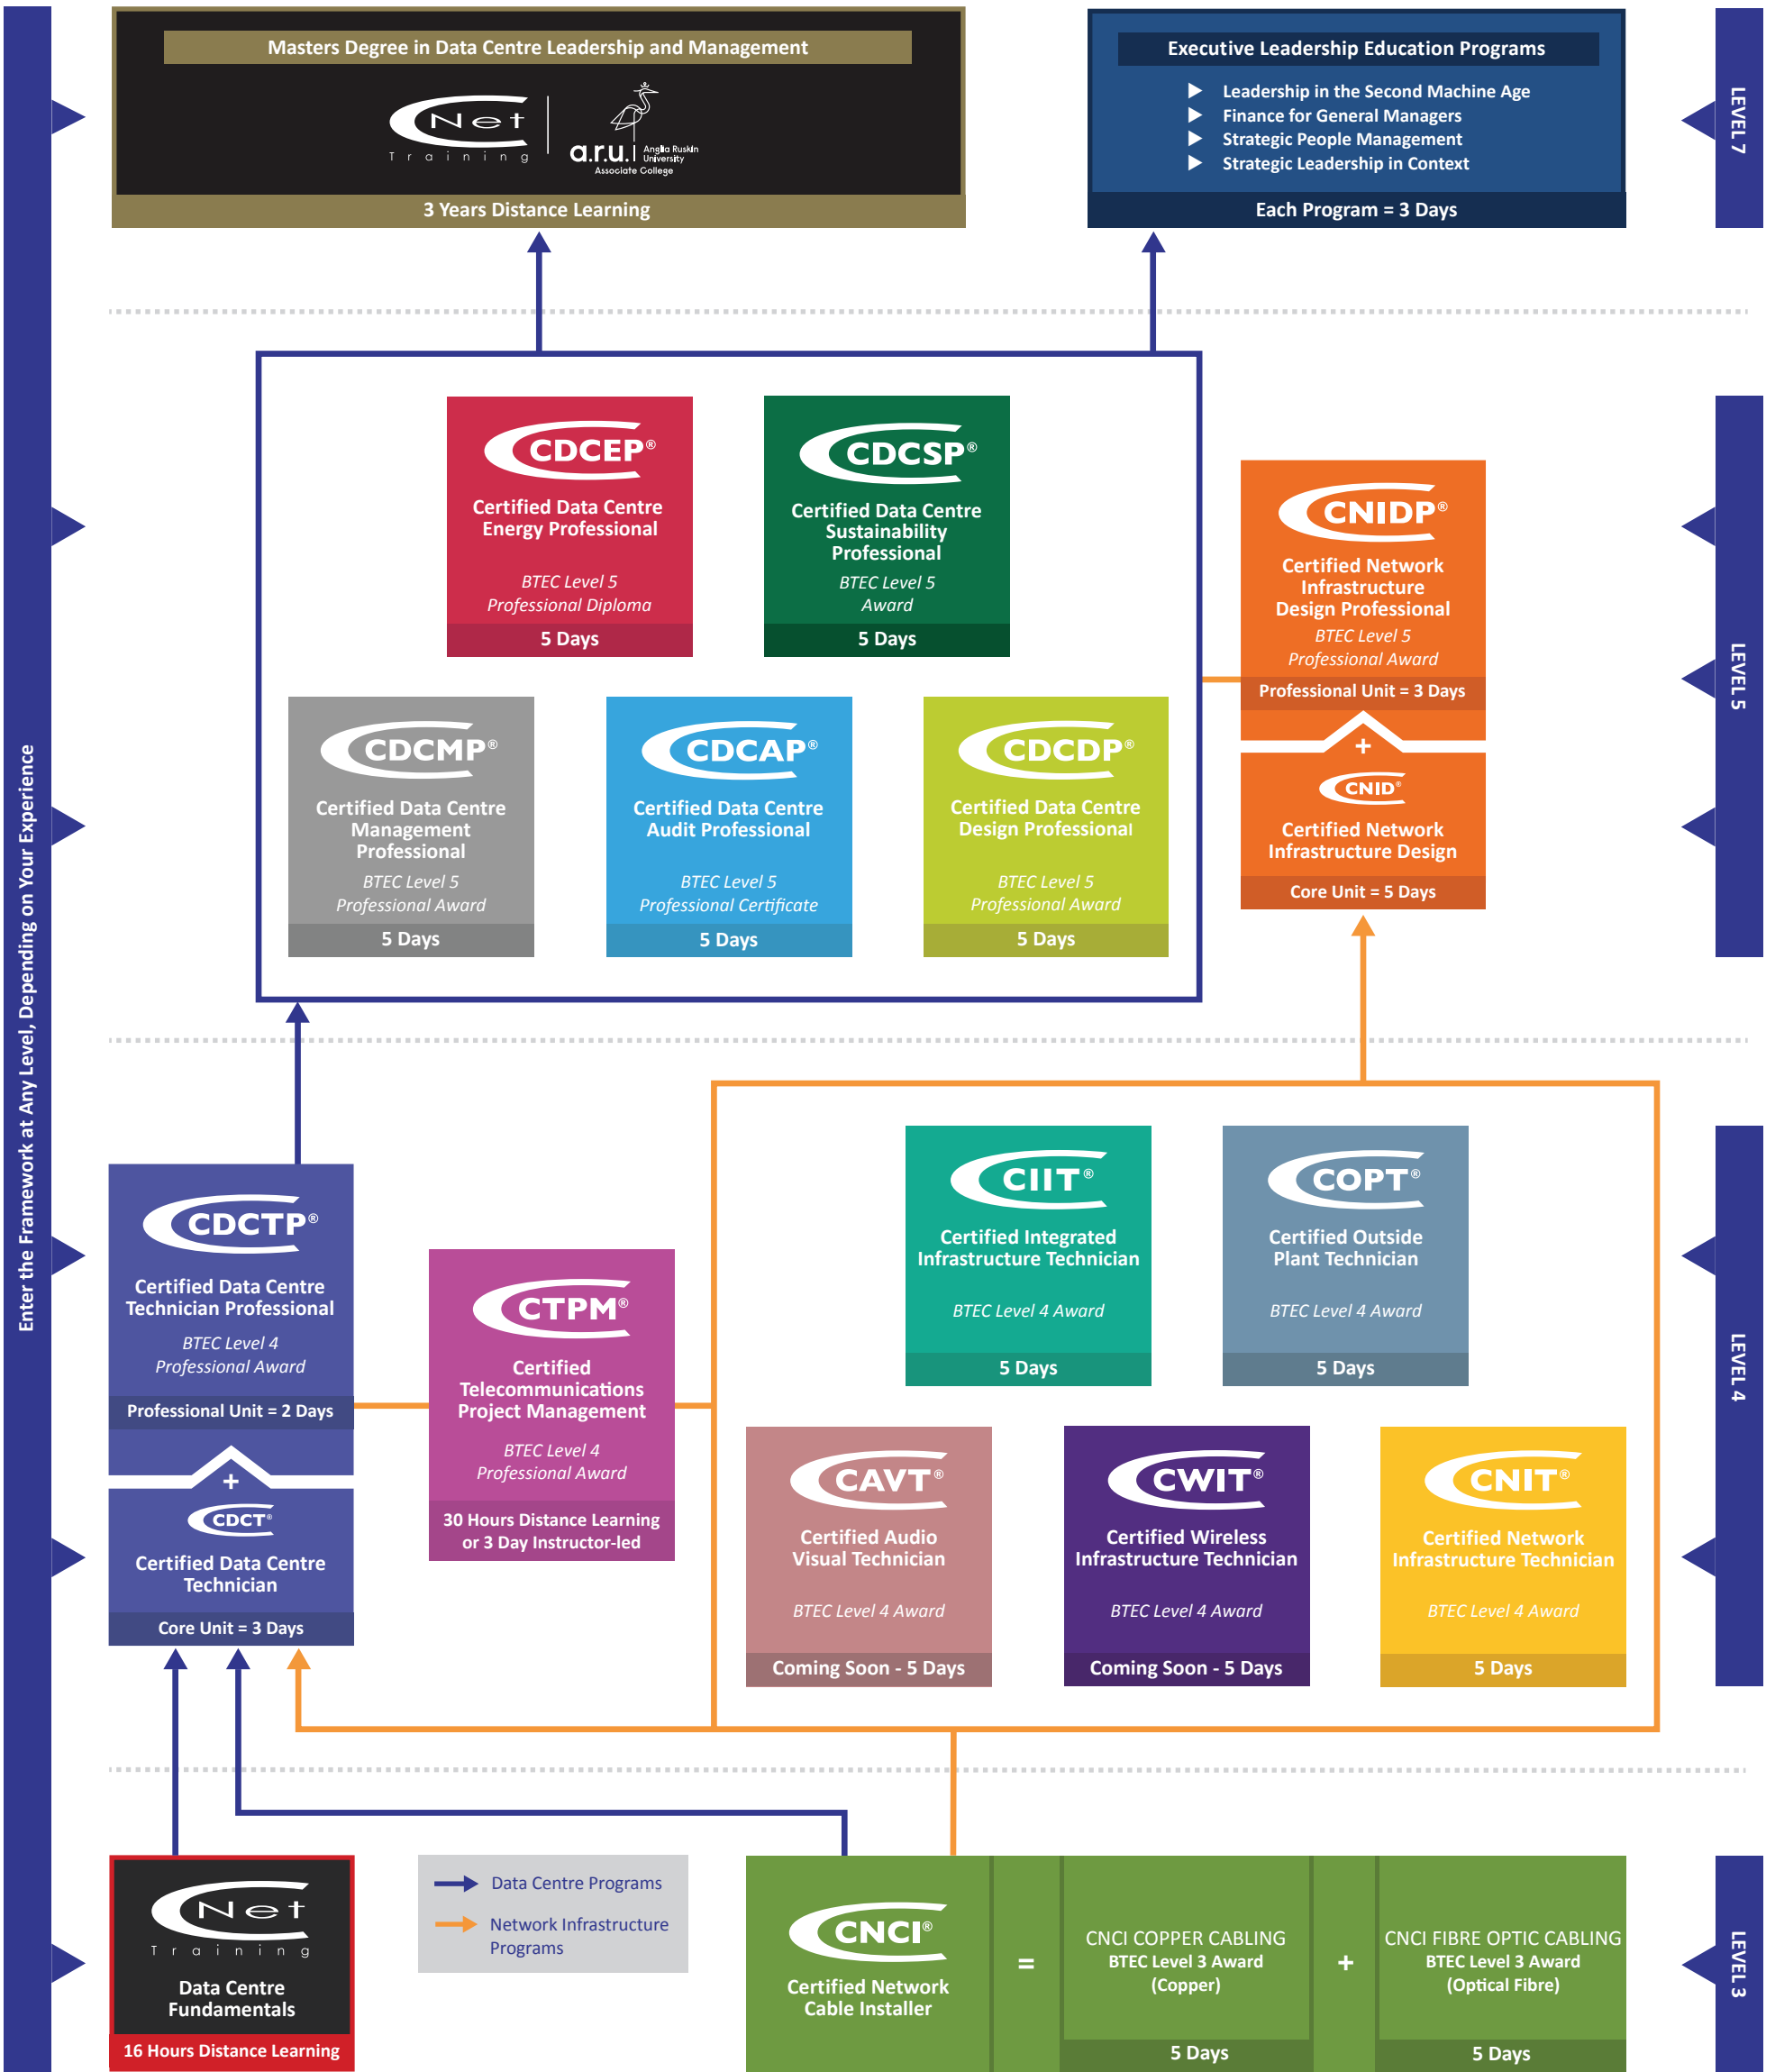 Enter the Framework at Any Level, Depending on Your Experience
Masters Degree in Data Centre Leadership and Management
CNet
Training
a.r.u.
Anglia Ruskin
University
Associate College
3 Years Distance Learning
Executive Leadership Education Programs
Leadership in the Second Machine Age
Finance for General Managers
Strategic People Management
Strategic Leadership in Context
Each Program = 3 Days
LEVEL 7
CDCEP®
Certified Data Centre
Energy Professional
BTEC Level 5
Professional Diploma
5 Days
CDCSP®
Certified Data Centre
Sustainability
Professional
BTEC Level 5
Award
5 Days
CNIDP®
Certified Network
Infrastructure
Design Professional
BTEC Level 5
Professional Award
Professional Unit = 3 Days
+
CNID®
Certified Network
Infrastructure Design
Core Unit = 5 Days
CDCMP®
Certified Data Centre
Management
Professional
BTEC Level 5
Professional Award
5 Days
CDCAP®
Certified Data Centre
Audit Professional
BTEC Level 5
Professional Certificate
5 Days
CDCDP®
Certified Data Centre
Design Professional
BTEC Level 5
Professional Award
5 Days
LEVEL 5
CDCTP®
Certified Data Centre
Technician Professional
BTEC Level 4
Professional Award
Professional Unit = 2 Days
+
CDCT®
Certified Data Centre
Technician
Core Unit = 3 Days
CTPM®
Certified
Telecommunications
Project Management
BTEC Level 4
Professional Award
30 Hours Distance Learning
or 3 Day Instructor-led
CIIT®
Certified Integrated
Infrastructure Technician
BTEC Level 4 Award
5 Days
COPT®
Certified Outside
Plant Technician
BTEC Level 4 Award
5 Days
CAVT®
Certified Audio
Visual Technician
BTEC Level 4 Award
Coming Soon - 5 Days
CWIT®
Certified Wireless
Infrastructure Technician
BTEC Level 4 Award
Coming Soon - 5 Days
CNIT®
Certified Network
Infrastructure Technician
BTEC Level 4 Award
5 Days
LEVEL 4
CNet
Training
Data Centre
Fundamentals
16 Hours Distance Learning
Data Centre Programs
Network Infrastructure
Programs
CNCI®
Certified Network
Cable Installer
=
CNCI COPPER CABLING
BTEC Level 3 Award
(Copper)
5 Days
+
CNCI FIBRE OPTIC CABLING
BTEC Level 3 Award
(Optical Fibre)
5 Days
LEVEL 3